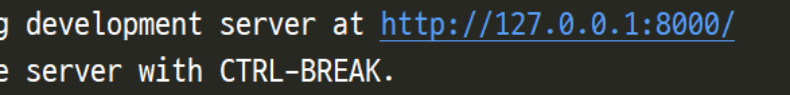 g development server at http://127.0.0.1:8000/
e server with CTRL-BREAK.